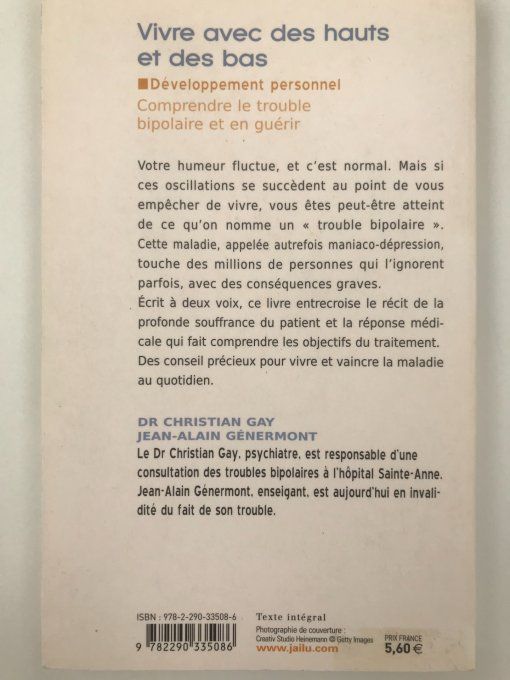 Vivre avec des hauts
et des bas
■Développement personnel
Comprendre le trouble
bipolaire et en guérir
Votre humeur fluctue, et c'est normal. Mais si
ces oscillations se succèdent au point de vous
empêcher de vivre, vous êtes peut-être atteint
de ce qu'on nomme un « trouble bipolaire ».
Cette maladie, appelée autrefois maniaco-dépression,
touche des millions de personnes qui l'ignorent
parfois, avec des conséquences graves.
Écrit à deux voix, ce livre entrecroise le récit de la
profonde souffrance du patient et la réponse médi-
cale qui fait comprendre les objectifs du traitement.
Des conseil précieux pour vivre et vaincre la maladie
au quotidien.
DR CHRISTIAN GAY
JEAN-ALAIN GÉNERMONT
Le Dr Christian Gay, psychiatre, est responsable d'une
consultation des troubles bipolaires à l'hôpital Sainte-Anne.
Jean-Alain Génermont, enseigant, est aujourd'hui en invali-
dité du fait de son trouble.
ISBN : 978-2-290-33508-6
9 782290 335086
Texte intégral
Photographie de couverture :
Creativ Studio Heinemann © Getty Images
www.jailu.com
PRIX FRANCE
5,60 €